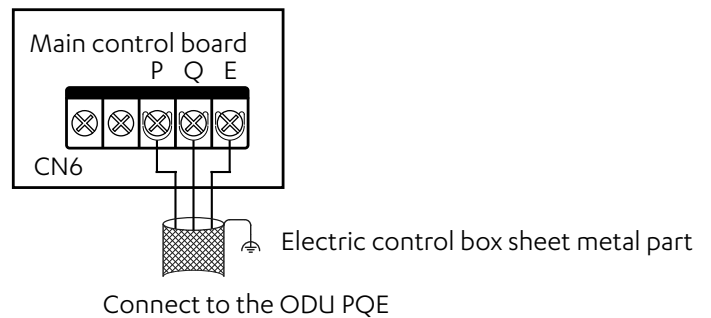 Main control board
P Q E
CN6
Electric control box sheet metal part
Connect to the ODU PQE